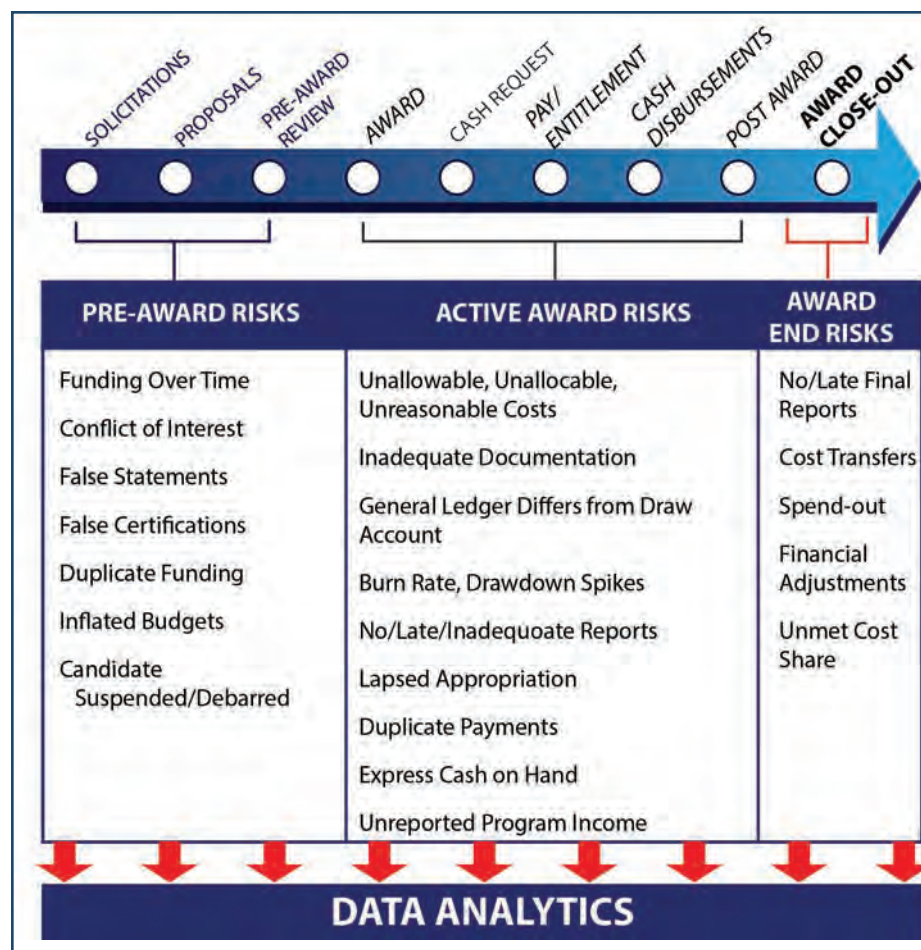 SOLICITATIONS
PROPOSALS
PRE-AWARD
REVIEW
AWARD
CASH REQUEST
PAY/
ENTITLEMENT
CASH
DISBURSEMENTS
POST AWARD
AWARD
CLOSE-OUT
PRE-AWARD RISKS
Funding Over Time
Conflict of Interest
False Statements
False Certifications
Duplicate Funding
Inflated Budgets
Candidate
Suspended/Debarred
ACTIVE AWARD RISKS
Unallowable, Unallocable,
Unreasonable Costs
Inadequate Documentation
General Ledger Differs from Draw
Account
Burn Rate, Drawdown Spikes
No/Late/Inadequoate Reports
Lapsed Appropriation
Duplicate Payments
Express Cash on Hand
Unreported Program Income
AWARD
END RISKS
No/Late Final
Reports
Cost Transfers
Spend-out
Financial
Adjustments
Unmet Cost
Share
DATA ANALYTICS